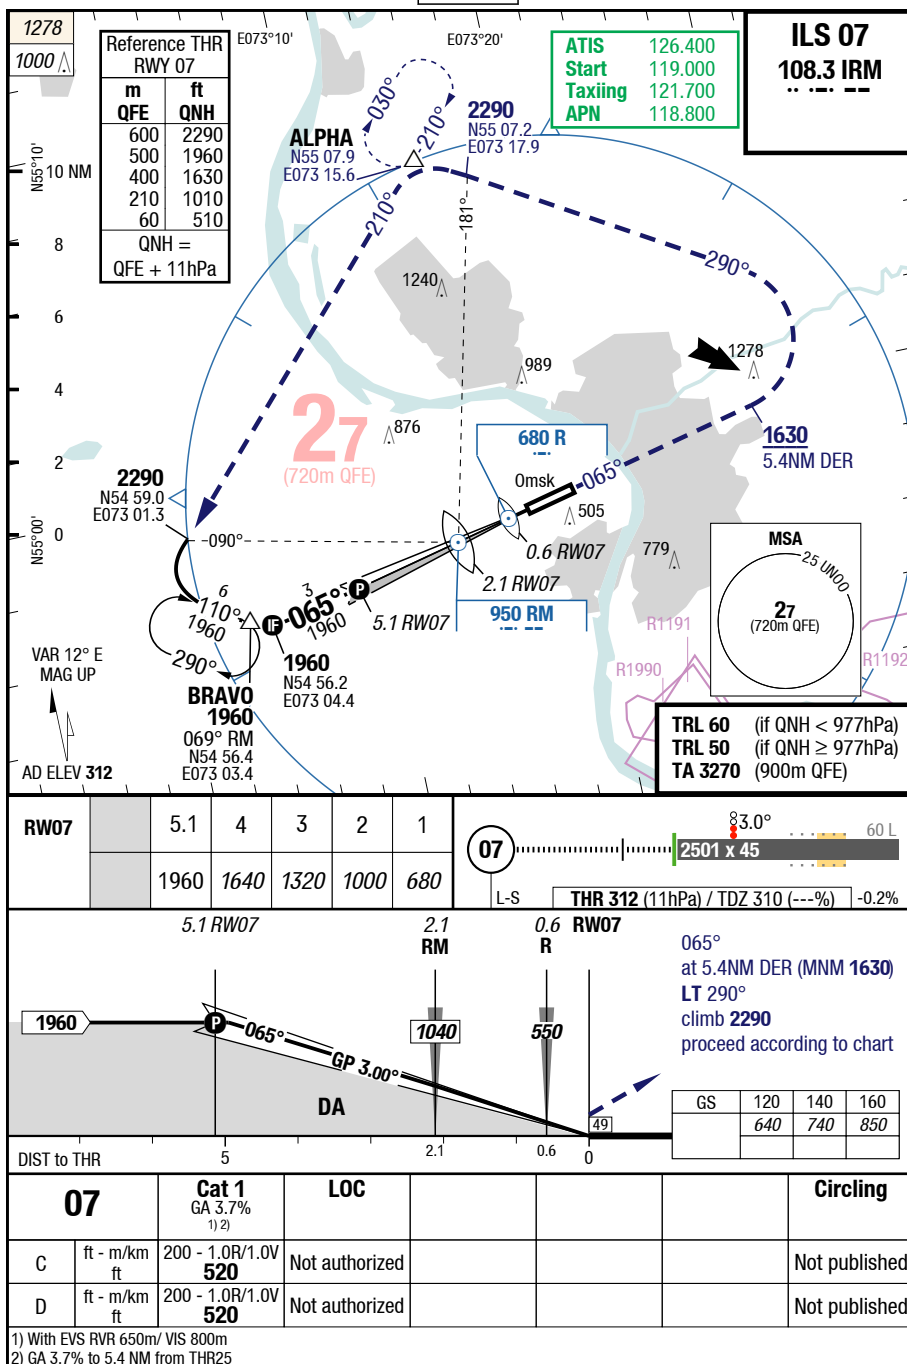 1278
1000
Reference THR
RWY 07
m ft
QFE QNH
600 2290
500 1960
400 1630
210 1010
60 510
QNH =
QFE + 11hPa
E073°10'
E073°20'
ATIS 126.400
Start 119.000
Taxiing 121.700
APN 118.800
ILS 07
108.3 IRM
N55°10'
10 NM
8
6
4
2
0
N55°00'
030°
210°
ALPHA
N55 07.9
E073 15.6
2290
N55 07.2
E073 17.9
210°
181°
290°
1240
989
876
1278
27
(720m QFE)
680 R
1630
5.4NM DER
Omsk
065°
505
779
2290
N54 59.0
E073 01.3
090°
0.6 RW07
2.1 RW07
950 RM
5.1 RW07
6
110°
1960
290°
3
065°
1960
P
IF
1960
N54 56.2
E073 04.4
BRAVO
1960
069° RM
N54 56.4
E073 03.4
VAR 12° E
MAG UP
AD ELEV 312
MSA
25 UNOO
27
(720m QFE)
R1191
R1990
R1192
TRL 60 (if QNH < 977hPa)
TRL 50 (if QNH ≥ 977hPa)
TA 3270 (900m QFE)
RW07 5.1 4 3 2 1
1960 1640 1320 1000 680
07
L-S
3.0°
60 L
2501 x 45
THR 312 (11hPa) / TDZ 310 (---%) -0.2%
5.1 RW07
2.1
RM
0.6
R
RW07
1960
P
065°
GP 3.00°
1040
550
DA
49
065°
at 5.4NM DER (MNM 1630)
LT 290°
climb 2290
proceed according to chart
GS 120 140 160
640 740 850
DIST to THR 5 2.1 0.6 0
07
Cat 1
GA 3.7%
1) 2)
LOC
Circling
C
ft - m/km
ft
200 - 1.0R/1.0V
520
Not authorized
Not published
D
ft - m/km
ft
200 - 1.0R/1.0V
520
Not authorized
Not published
1) With EVS RVR 650m/ VIS 800m
2) GA 3.7% to 5.4 NM from THR25